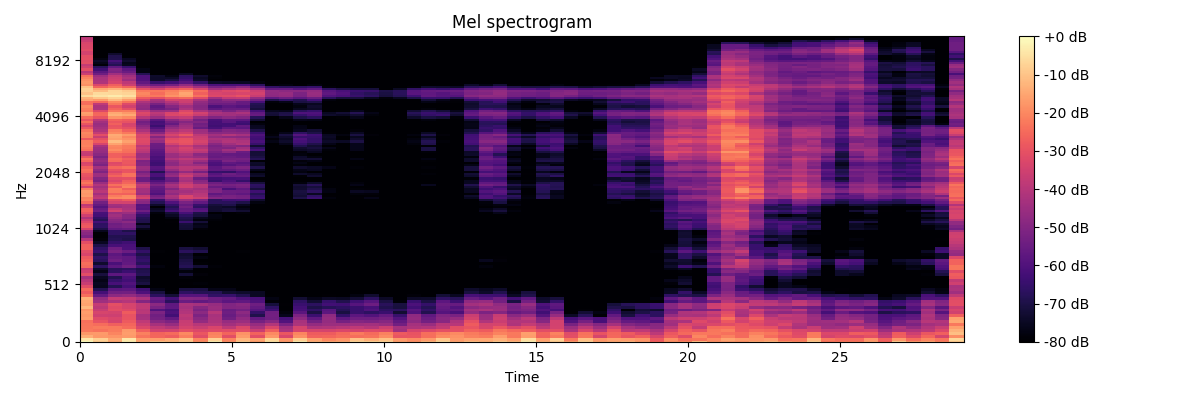 Mel spectrogram
Hz
8192
4096
2048
1024
512
0
0 5 10 15 20 25
Time
+0 dB
-10 dB
-20 dB
-30 dB
-40 dB
-50 dB
-60 dB
-70 dB
-80 dB